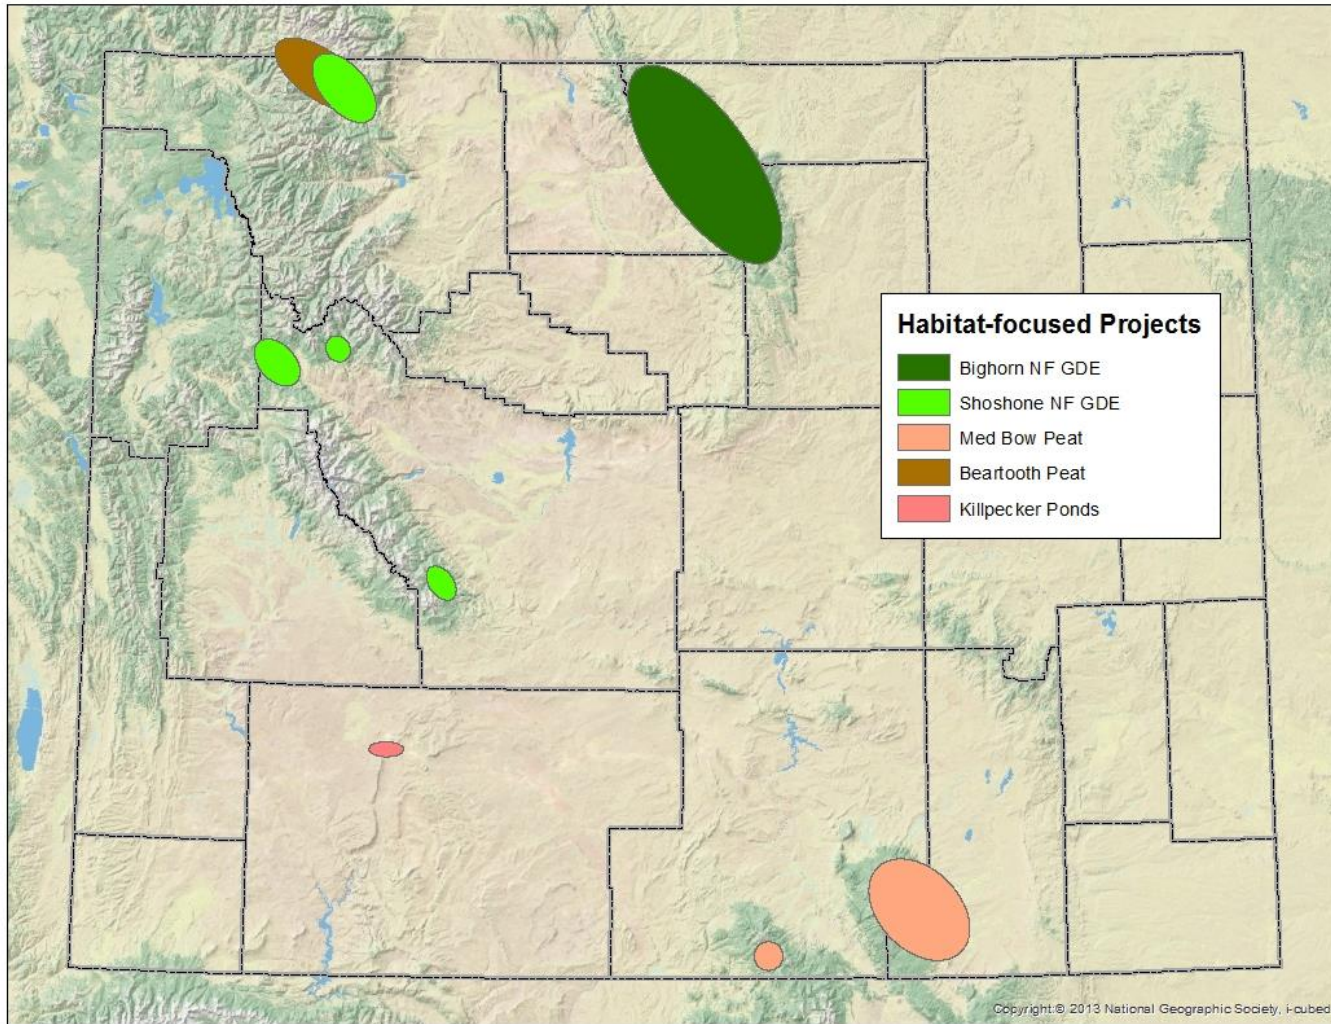 Habitat-focused Projects
Bighorn NF GDE
Shoshone NF GDE
Med Bow Peat
Beartooth Peat
Killpecker Ponds
Copyright:© 2013 National Geographic Society, i-cubed